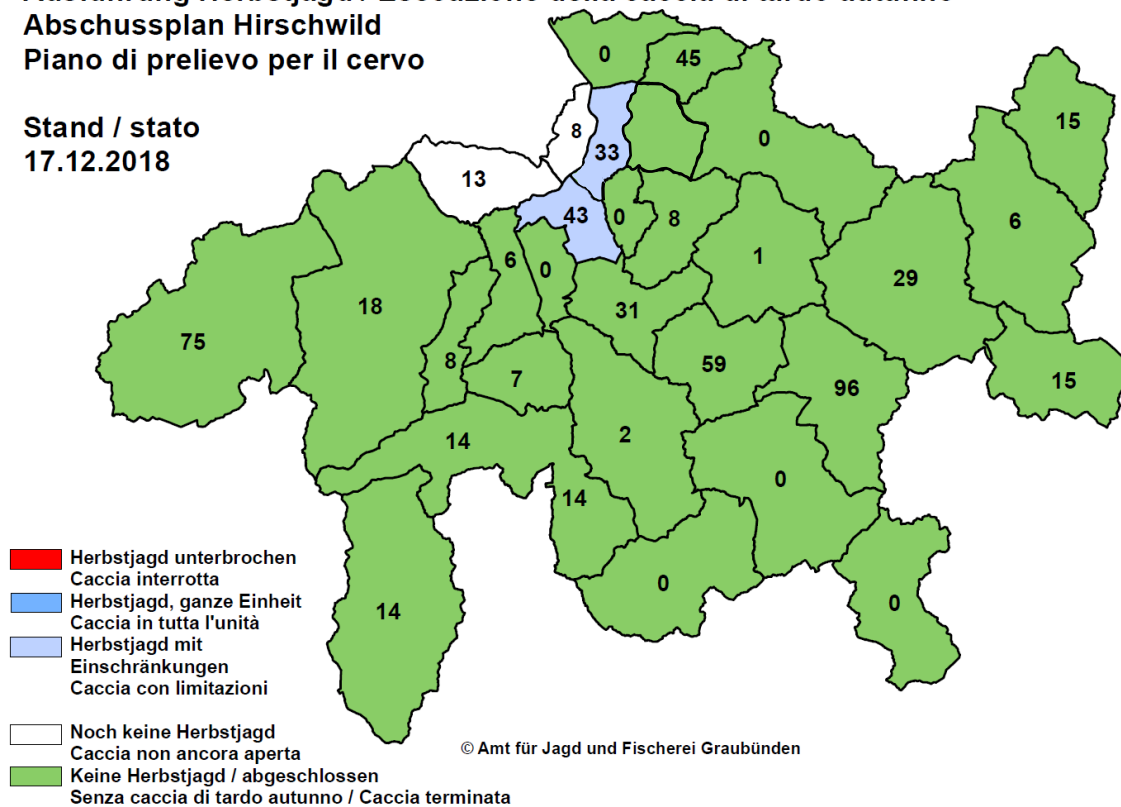 Abschussplan Hirschwild
Piano di prelievo per il cervo
Stand / stato
17.12.2018
0
45
15
8
33
0
13
43
0
8
6
6
0
1
29
18
31
75
8
7
59
96
15
14
2
0
14
0
14
0
Herbstjagd unterbrochen
Caccia interrotta
Herbstjagd, ganze Einheit
Caccia in tutta l'unità
Herbstjagd mit
Einschränkungen
Caccia con limitazioni
Noch keine Herbstjagd
Caccia non ancora aperta
Keine Herbstjagd / abgeschlossen
Senza caccia di tardo autunno / Caccia terminata
© Amt für Jagd und Fischerei Graubünden